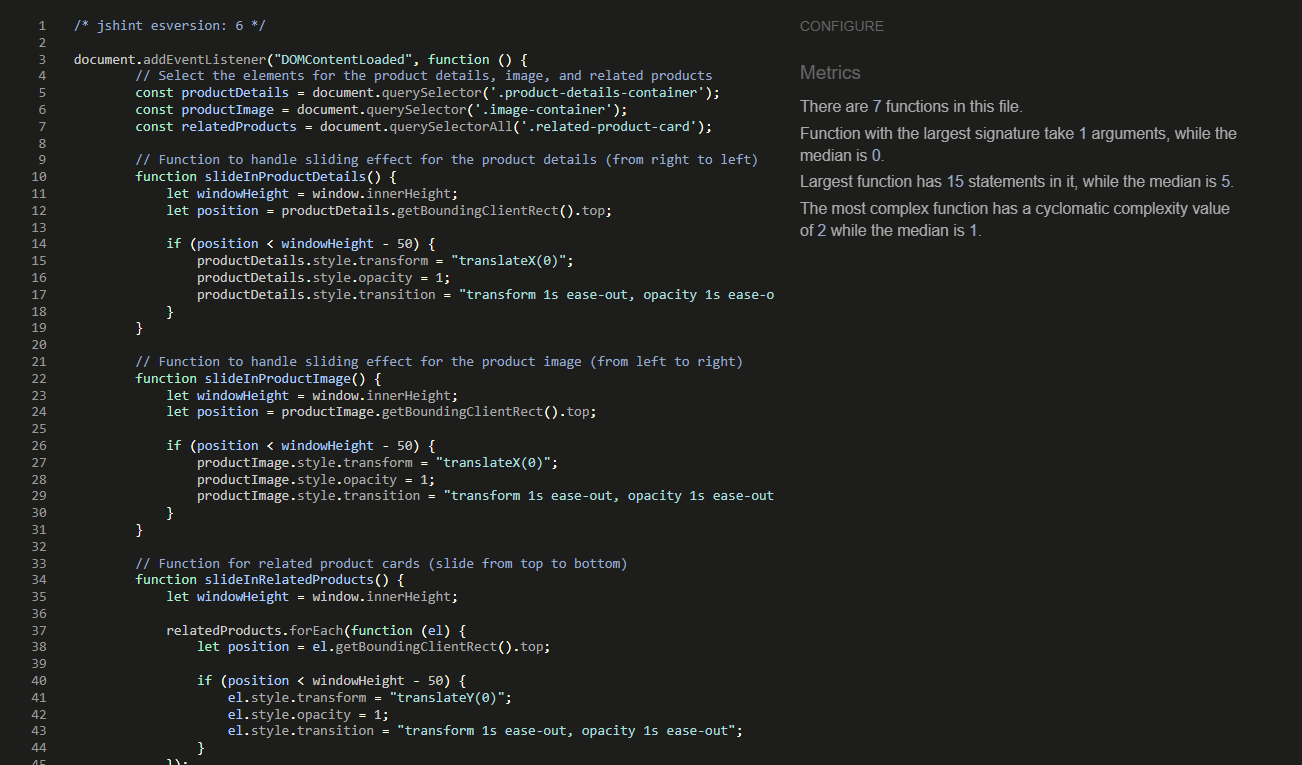 1 /* jshint esversion: 6 */
2
3 document.addEventListener("DOMContentLoaded", function () {
4 // Select the elements for the product details, image, and related products
5 const productDetails = document.querySelector('.product-details-container');
6 const productImage = document.querySelector('.image-container');
7 const relatedProducts = document.querySelectorAll('.related-product-card');
8
9 // Function to handle sliding effect for the product details (from right to left)
10 function slideInProductDetails() {
11 let windowHeight = window.innerHeight;
12 let position = productDetails.getBoundingClientRect().top;
13
14 if (position < windowHeight - 50) {
15 productDetails.style.transform = "translateX(0)";
16 productDetails.style.opacity = 1;
17 productDetails.style.transition = "transform 1s ease-out, opacity 1s ease-o
18 }
19 }
20
21 // Function to handle sliding effect for the product image (from left to right)
22 function slideInProductImage() {
23 let windowHeight = window.innerHeight;
24 let position = productImage.getBoundingClientRect().top;
25
26 if (position < windowHeight - 50) {
27 productImage.style.transform = "translateX(0)";
28 productImage.style.opacity = 1;
29 productImage.style.transition = "transform 1s ease-out, opacity 1s ease-out
30 }
31 }
32
33 // Function for related product cards (slide from top to bottom)
34 function slideInRelatedProducts() {
35 let windowHeight = window.innerHeight;
36
37 relatedProducts.forEach(function (el) {
38 let position = el.getBoundingClientRect().top;
39
40 if (position < windowHeight - 50) {
41 el.style.transform = "translateY(0)";
42 el.style.opacity = 1;
43 el.style.transition = "transform 1s ease-out, opacity 1s ease-out";
44 }
45 });
CONFIGURE
Metrics
There are 7 functions in this file.
Function with the largest signature take 1 arguments, while the
median is 0.
Largest function has 15 statements in it, while the median is 5.
The most complex function has a cyclomatic complexity value
of 2 while the median is 1.